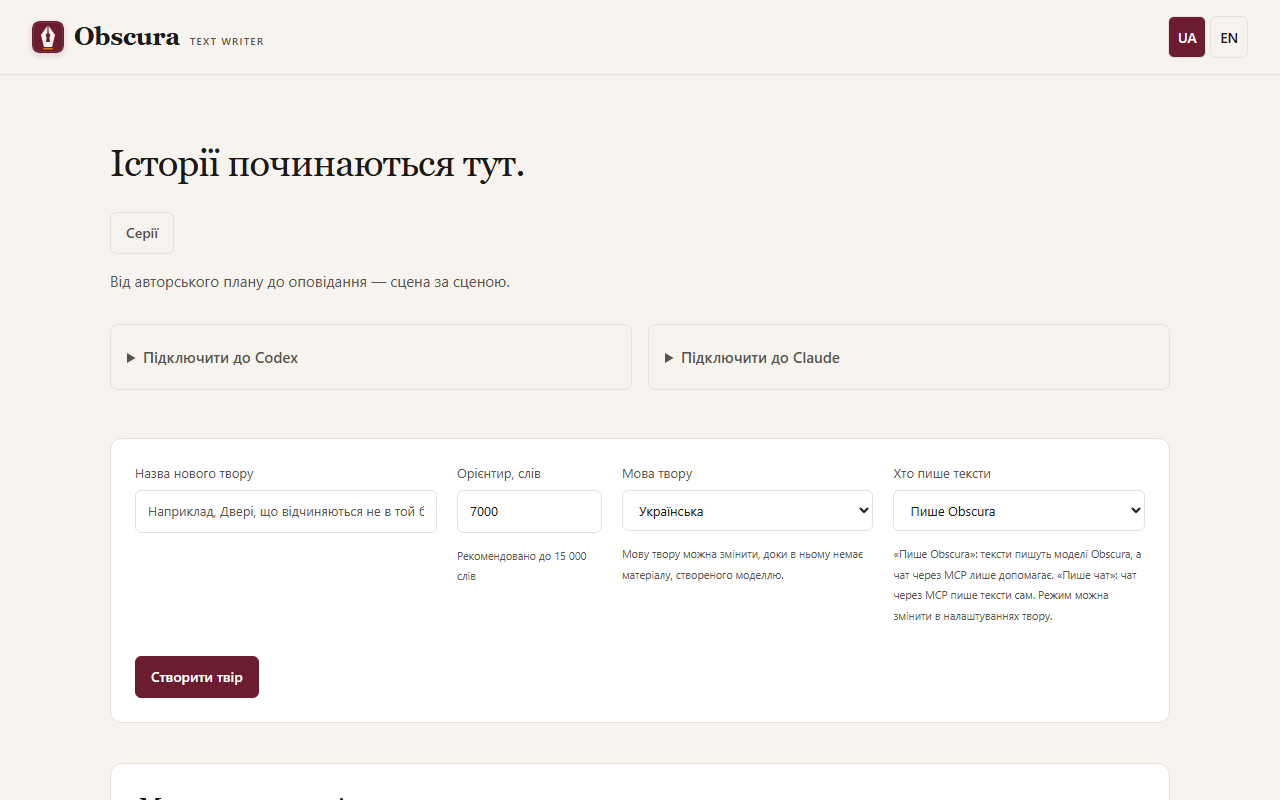 Obscura TEXT WRITER
UA EN
Історії починаються тут.
Серії
Від авторського плану до оповідання — сцена за сценою.
Підключити до Codex
Підключити до Claude
Назва нового твору
Наприклад, Двері, що відчиняються не в той б
Орієнтир, слів
7000
Рекомендовано до 15 000
слів
Мова твору
Українська
Мову твору можна змінити, доки в ньому немає
матеріалу, створеного моделлю.
Хто пише тексти
Пише Obscura
«Пише Obscura»: тексти пишуть моделі Obscura, а
чат через MCP лише допомагає. «Пише чат»: чат
через MCP пише тексти сам. Режим можна
змінити в налаштуваннях твору.
Створити твір